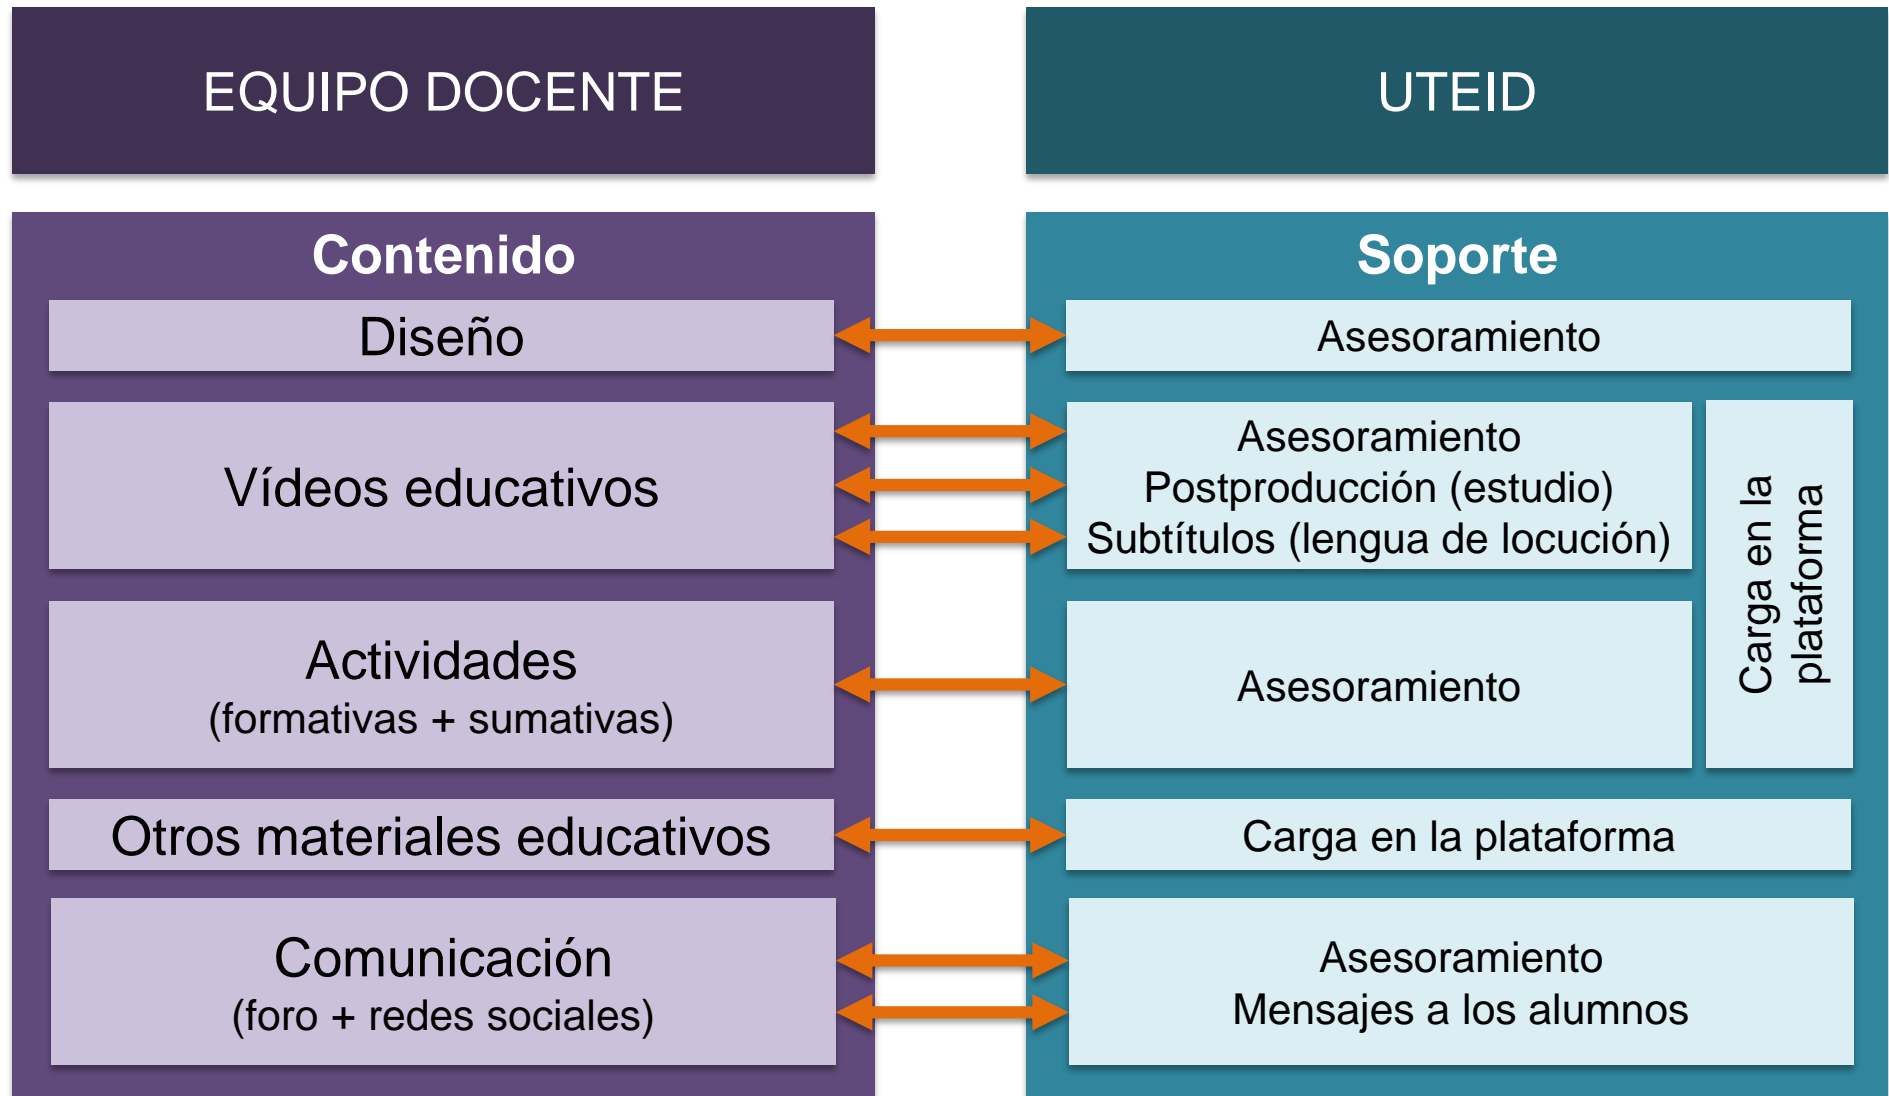 EQUIPO DOCENTE
UTEID
Contenido
Soporte
Diseño
Asesoramiento
Vídeos educativos
Asesoramiento
Postproducción (estudio)
Subtítulos (lengua de locución)
Carga en la
plataforma
Actividades
(formativas + sumativas)
Asesoramiento
Otros materiales educativos
Carga en la plataforma
Comunicación
(foro + redes sociales)
Asesoramiento
Mensajes a los alumnos